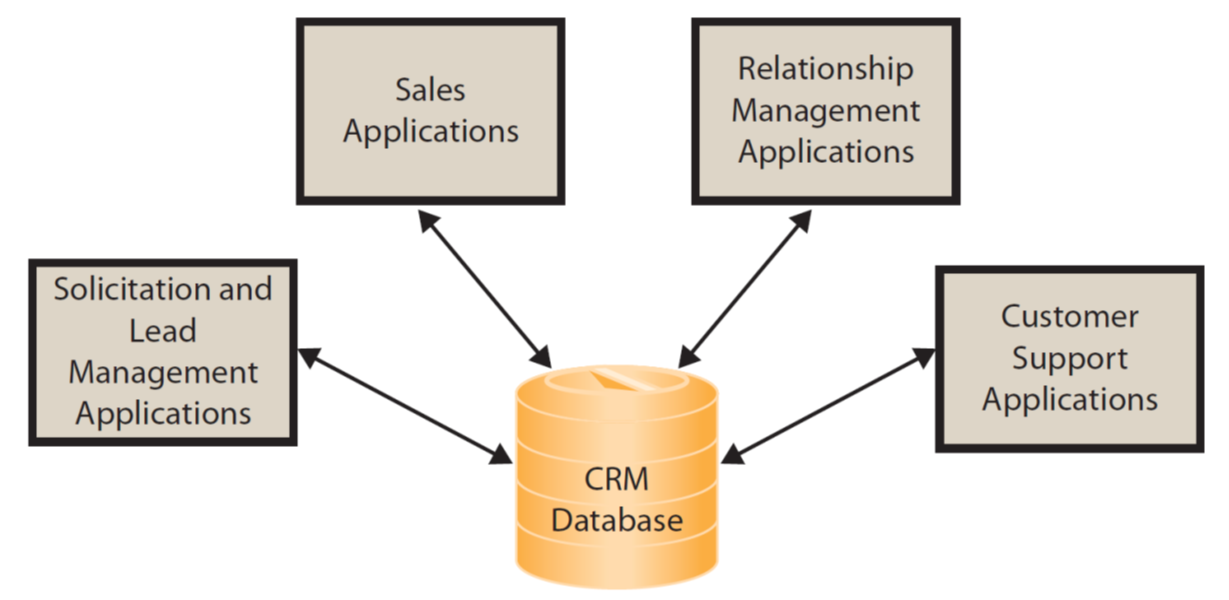 Sales
Applications
Relationship
Management
Applications
Solicitation and
Lead
Management
Applications
Customer
Support
Applications
CRM
Database